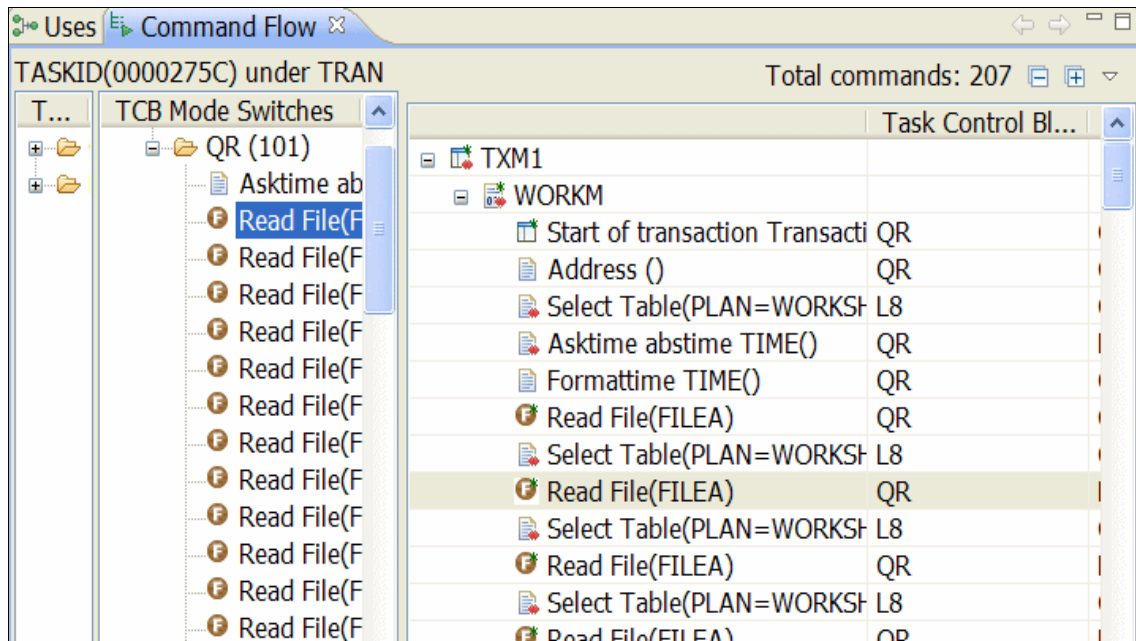 Uses Command Flow
TASKID(0000275C) under TRAN
Total commands: 207
T...
TCB Mode Switches
QR (101)
Asktime ab
Read File(F
Read File(F
Read File(F
Read File(F
Read File(F
Read File(F
Read File(F
Read File(F
Read File(F
Read File(F
Read File(F
Read File(F
Task Control Bl...
TXM1
WORKM
Start of transaction Transacti QR
Address () QR
Select Table(PLAN=WORKSH L8
Asktime abstime TIME() QR
Formattime TIME() QR
Read File(FILEA) QR
Select Table(PLAN=WORKSH L8
Read File(FILEA) QR
Select Table(PLAN=WORKSH L8
Read File(FILEA) QR
Select Table(PLAN=WORKSH L8
Read File(FILEA) QR